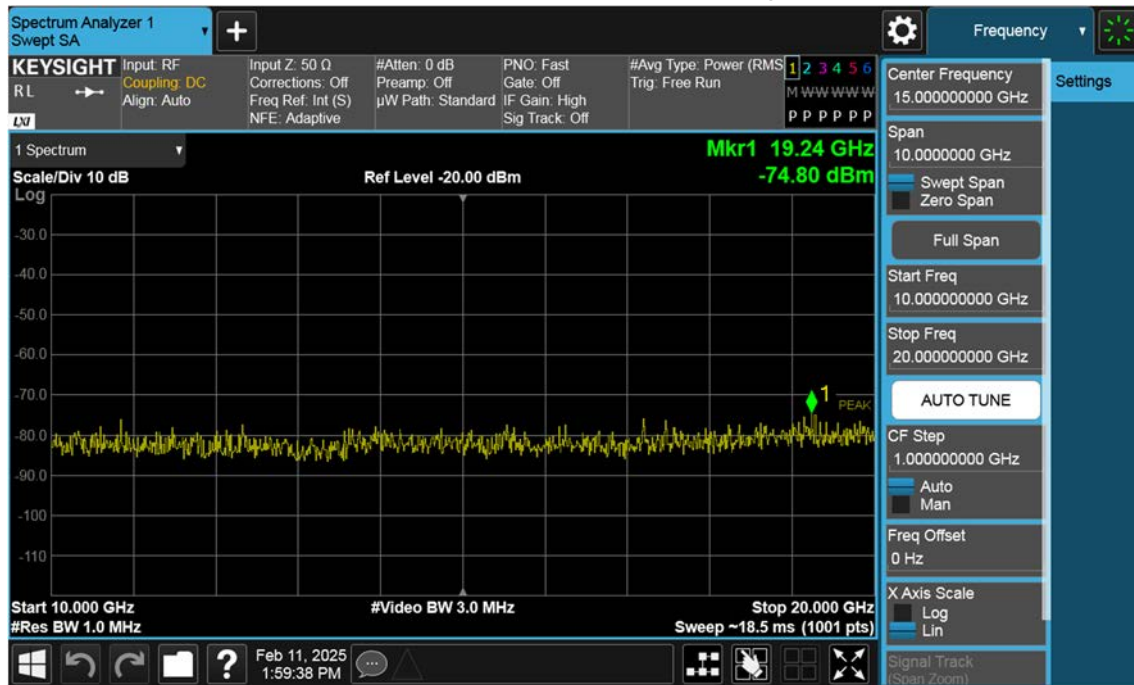 Spectrum Analyzer 1
Swept SA
+
Frequency
KEYSIGHT
RL
LXI
Input: RF
Coupling: DC
Align: Auto
Input Z: 50 Ω
Corrections: Off
Freq Ref: Int (S)
NFE: Adaptive
#Atten: 0 dB
Preamp: Off
µW Path: Standard
PNO: Fast
Gate: Off
IF Gain: High
Sig Track: Off
#Avg Type: Power (RMS
Trig: Free Run
1 2 3 4 5 6
M W W W W W
P P P P P P
1 Spectrum
Scale/Div 10 dB
Ref Level -20.00 dBm
Mkr1 19.24 GHz
-74.80 dBm
Log
-30.0
-40.0
-50.0
-60.0
-70.0
-80.0
-90.0
-100
-110
1
PEAK
Start 10.000 GHz
#Res BW 1.0 MHz
#Video BW 3.0 MHz
Stop 20.000 GHz
Sweep ~18.5 ms (1001 pts)
Center Frequency
15.000000000 GHz
Span
10.0000000 GHz
Swept Span
Zero Span
Full Span
Start Freq
10.000000000 GHz
Stop Freq
20.000000000 GHz
AUTO TUNE
CF Step
1.000000000 GHz
Auto
Man
Freq Offset
0 Hz
X Axis Scale
Log
Lin
Signal Track
(Span Zoom)
Settings
?
Feb 11, 2025
1:59:38 PM